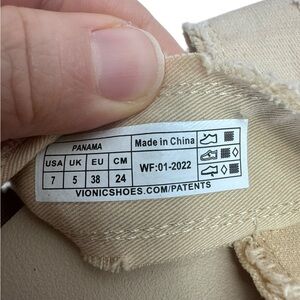 PANAMA
Made in China
USA UK EU CM
7 5 38 24
WF:01-2022
VIONICSHOES.COM/PATENTS